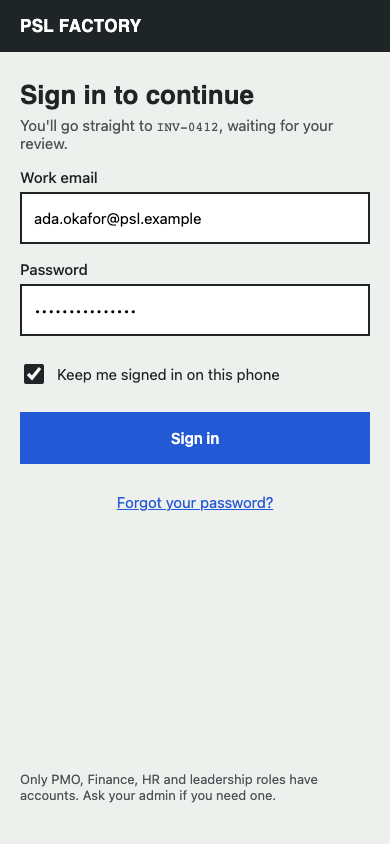 PSL FACTORY
Sign in to continue
You'll go straight to INV-0412, waiting for your
review.
Work email
ada.okafor@psl.example
Password
•••••••••••••••
Keep me signed in on this phone
Sign in
Forgot your password?
Only PMO, Finance, HR and leadership roles have
accounts. Ask your admin if you need one.